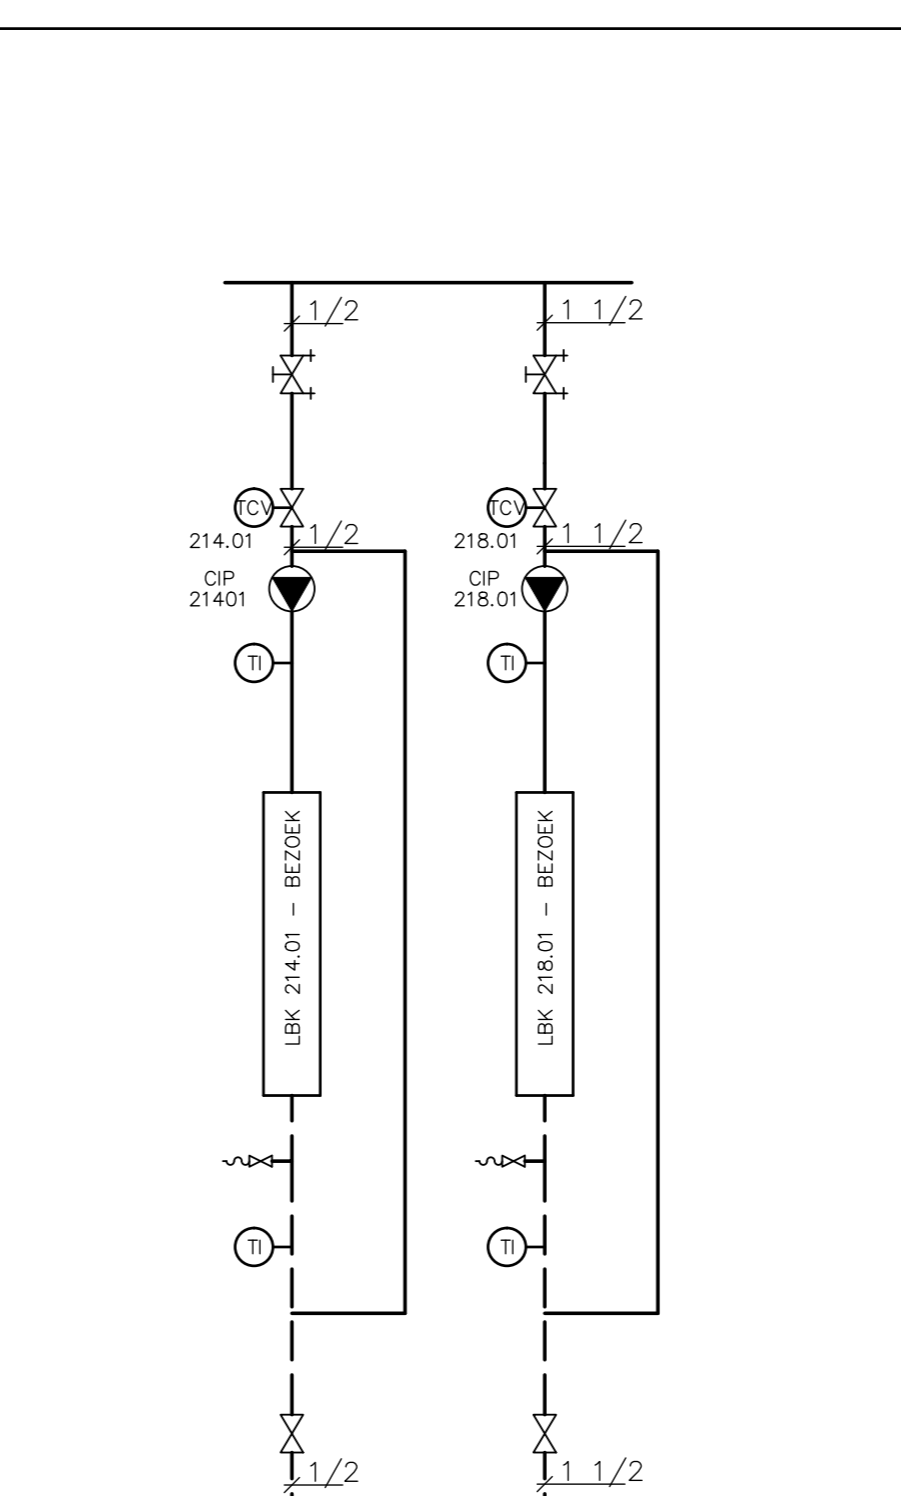 1/2
1 1/2
TCV
TCV
214.01
1/2
218.01
1 1/2
CIP
21401
CIP
218.01
TI
TI
LBK 214.01 - BEZOEK
LBK 218.01 - BEZOEK
TI
TI
1/2
1 1/2